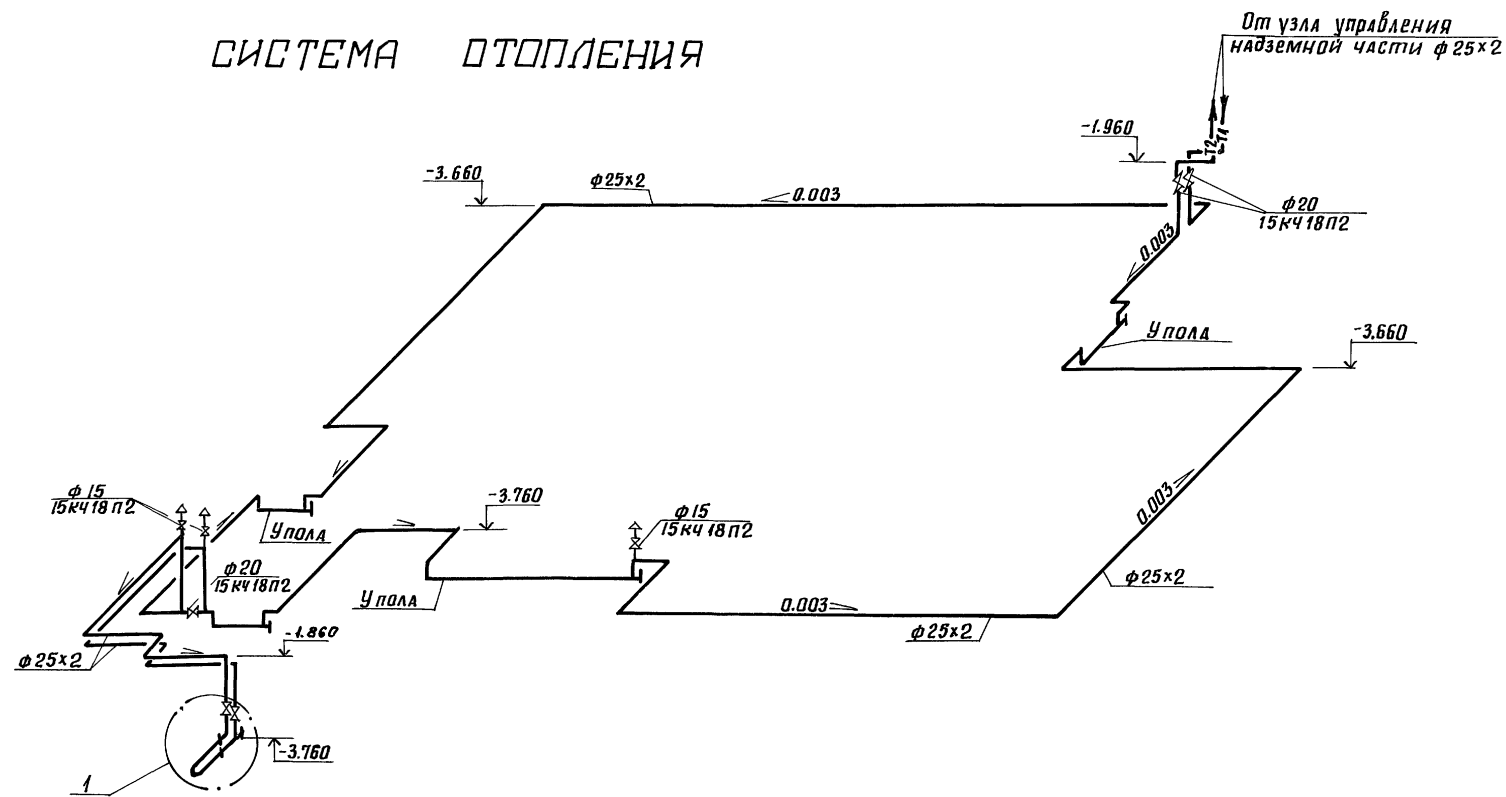 СИСТЕМА ОТОПЛЕНИЯ
От узла управления
надземной части ф25×2
-1.960
Т2
Т1
-3.660
ф25×2
0.003
ф20
15кч18п2
0.003
У пола
-3.660
ф15
15кч18п2
У пола
-3.760
ф15
15кч18п2
0.003
ф20
15кч18п2
У пола
ф25×2
0.003
ф25×2
-1.860
ф25×2
-3.760
1